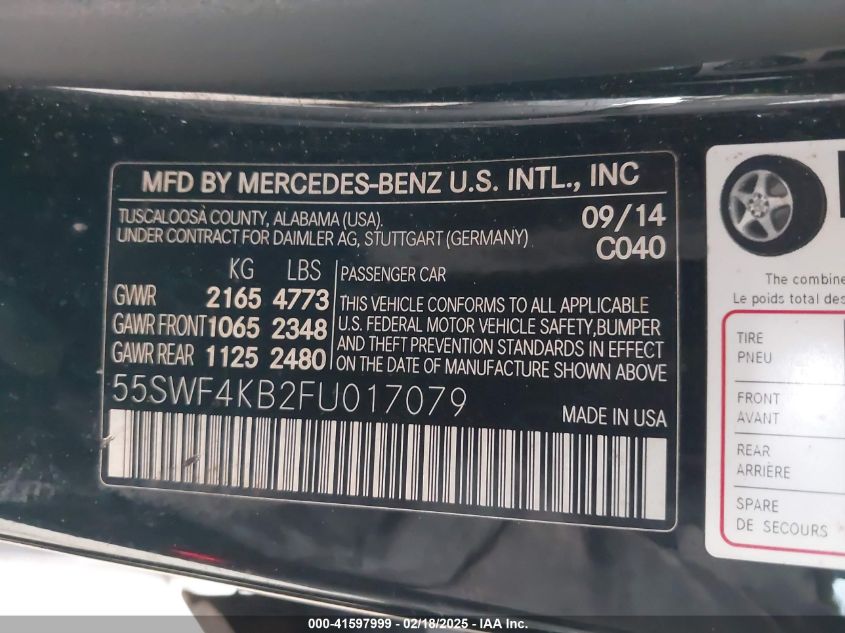 MFD BY MERCEDES-BENZ U.S. INTL., INC
TUSCALOOSÀ COUNTY, ALABAMA (USA).
UNDER CONTRACT FOR DAIMLER AG, STUTTGART (GERMANY)
09/14
C040
KG LBS
GVWR 2165 4773
GAWR FRONT 1065 2348
GAWR REAR 1125 2480
PASSENGER CAR
THIS VEHICLE CONFORMS TO ALL APPLICABLE
U.S. FEDERAL MOTOR VEHICLE SAFETY,BUMPER
AND THEFT PREVENTION STANDARDS IN EFFECT
ON THE DATE OF MANUFACTURE SHOWN ABOVE
55SWF4KB2FU017079
MADE IN USA
The combine
Le poids total des
TIRE
PNEU
FRONT
AVANT
REAR
ARRIÈRE
SPARE
DE SECOURS
000-41597999 - 02/18/2025 - IAA Inc.